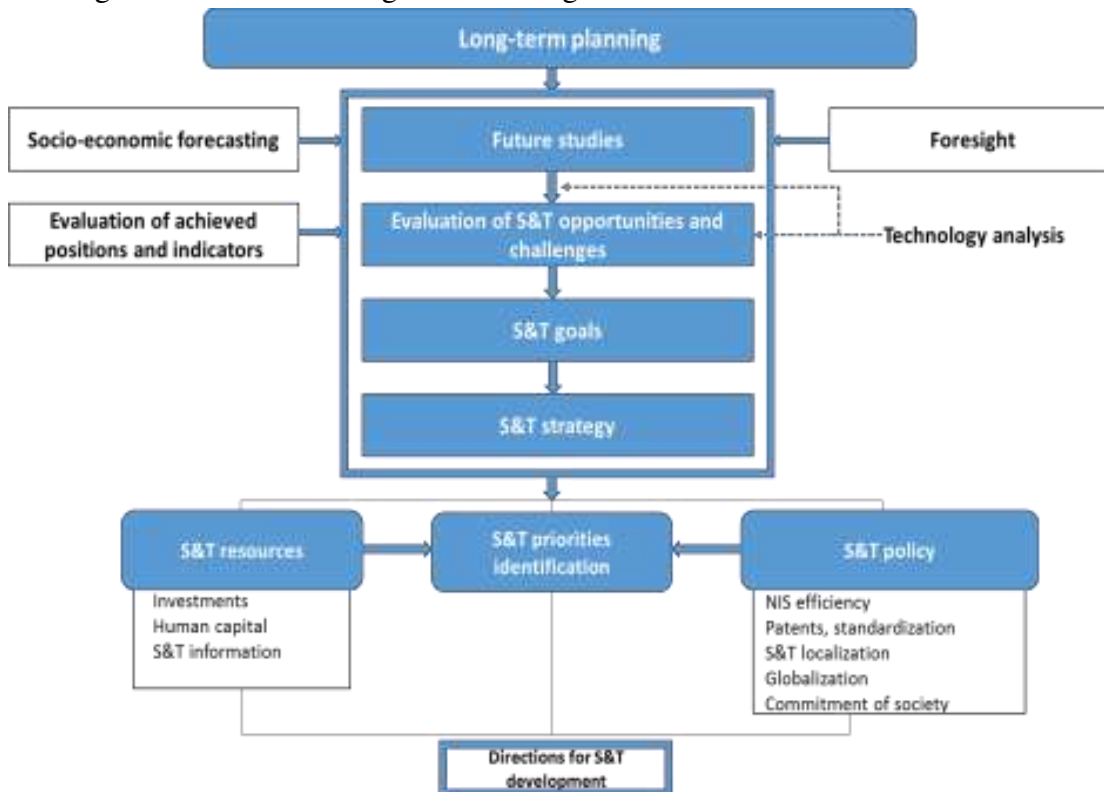 Long-term planning
Socio-economic forecasting
Future studies
Foresight
Evaluation of achieved
positions and indicators
Evaluation of S&T opportunities and
challenges
Technology analysis
S&T goals
S&T strategy
S&T resources
S&T priorities
identification
S&T policy
Investments
Human capital
S&T information
NIS efficiency
Patents, standardization
S&T localization
Globalization
Commitment of society
Directions for S&T
development